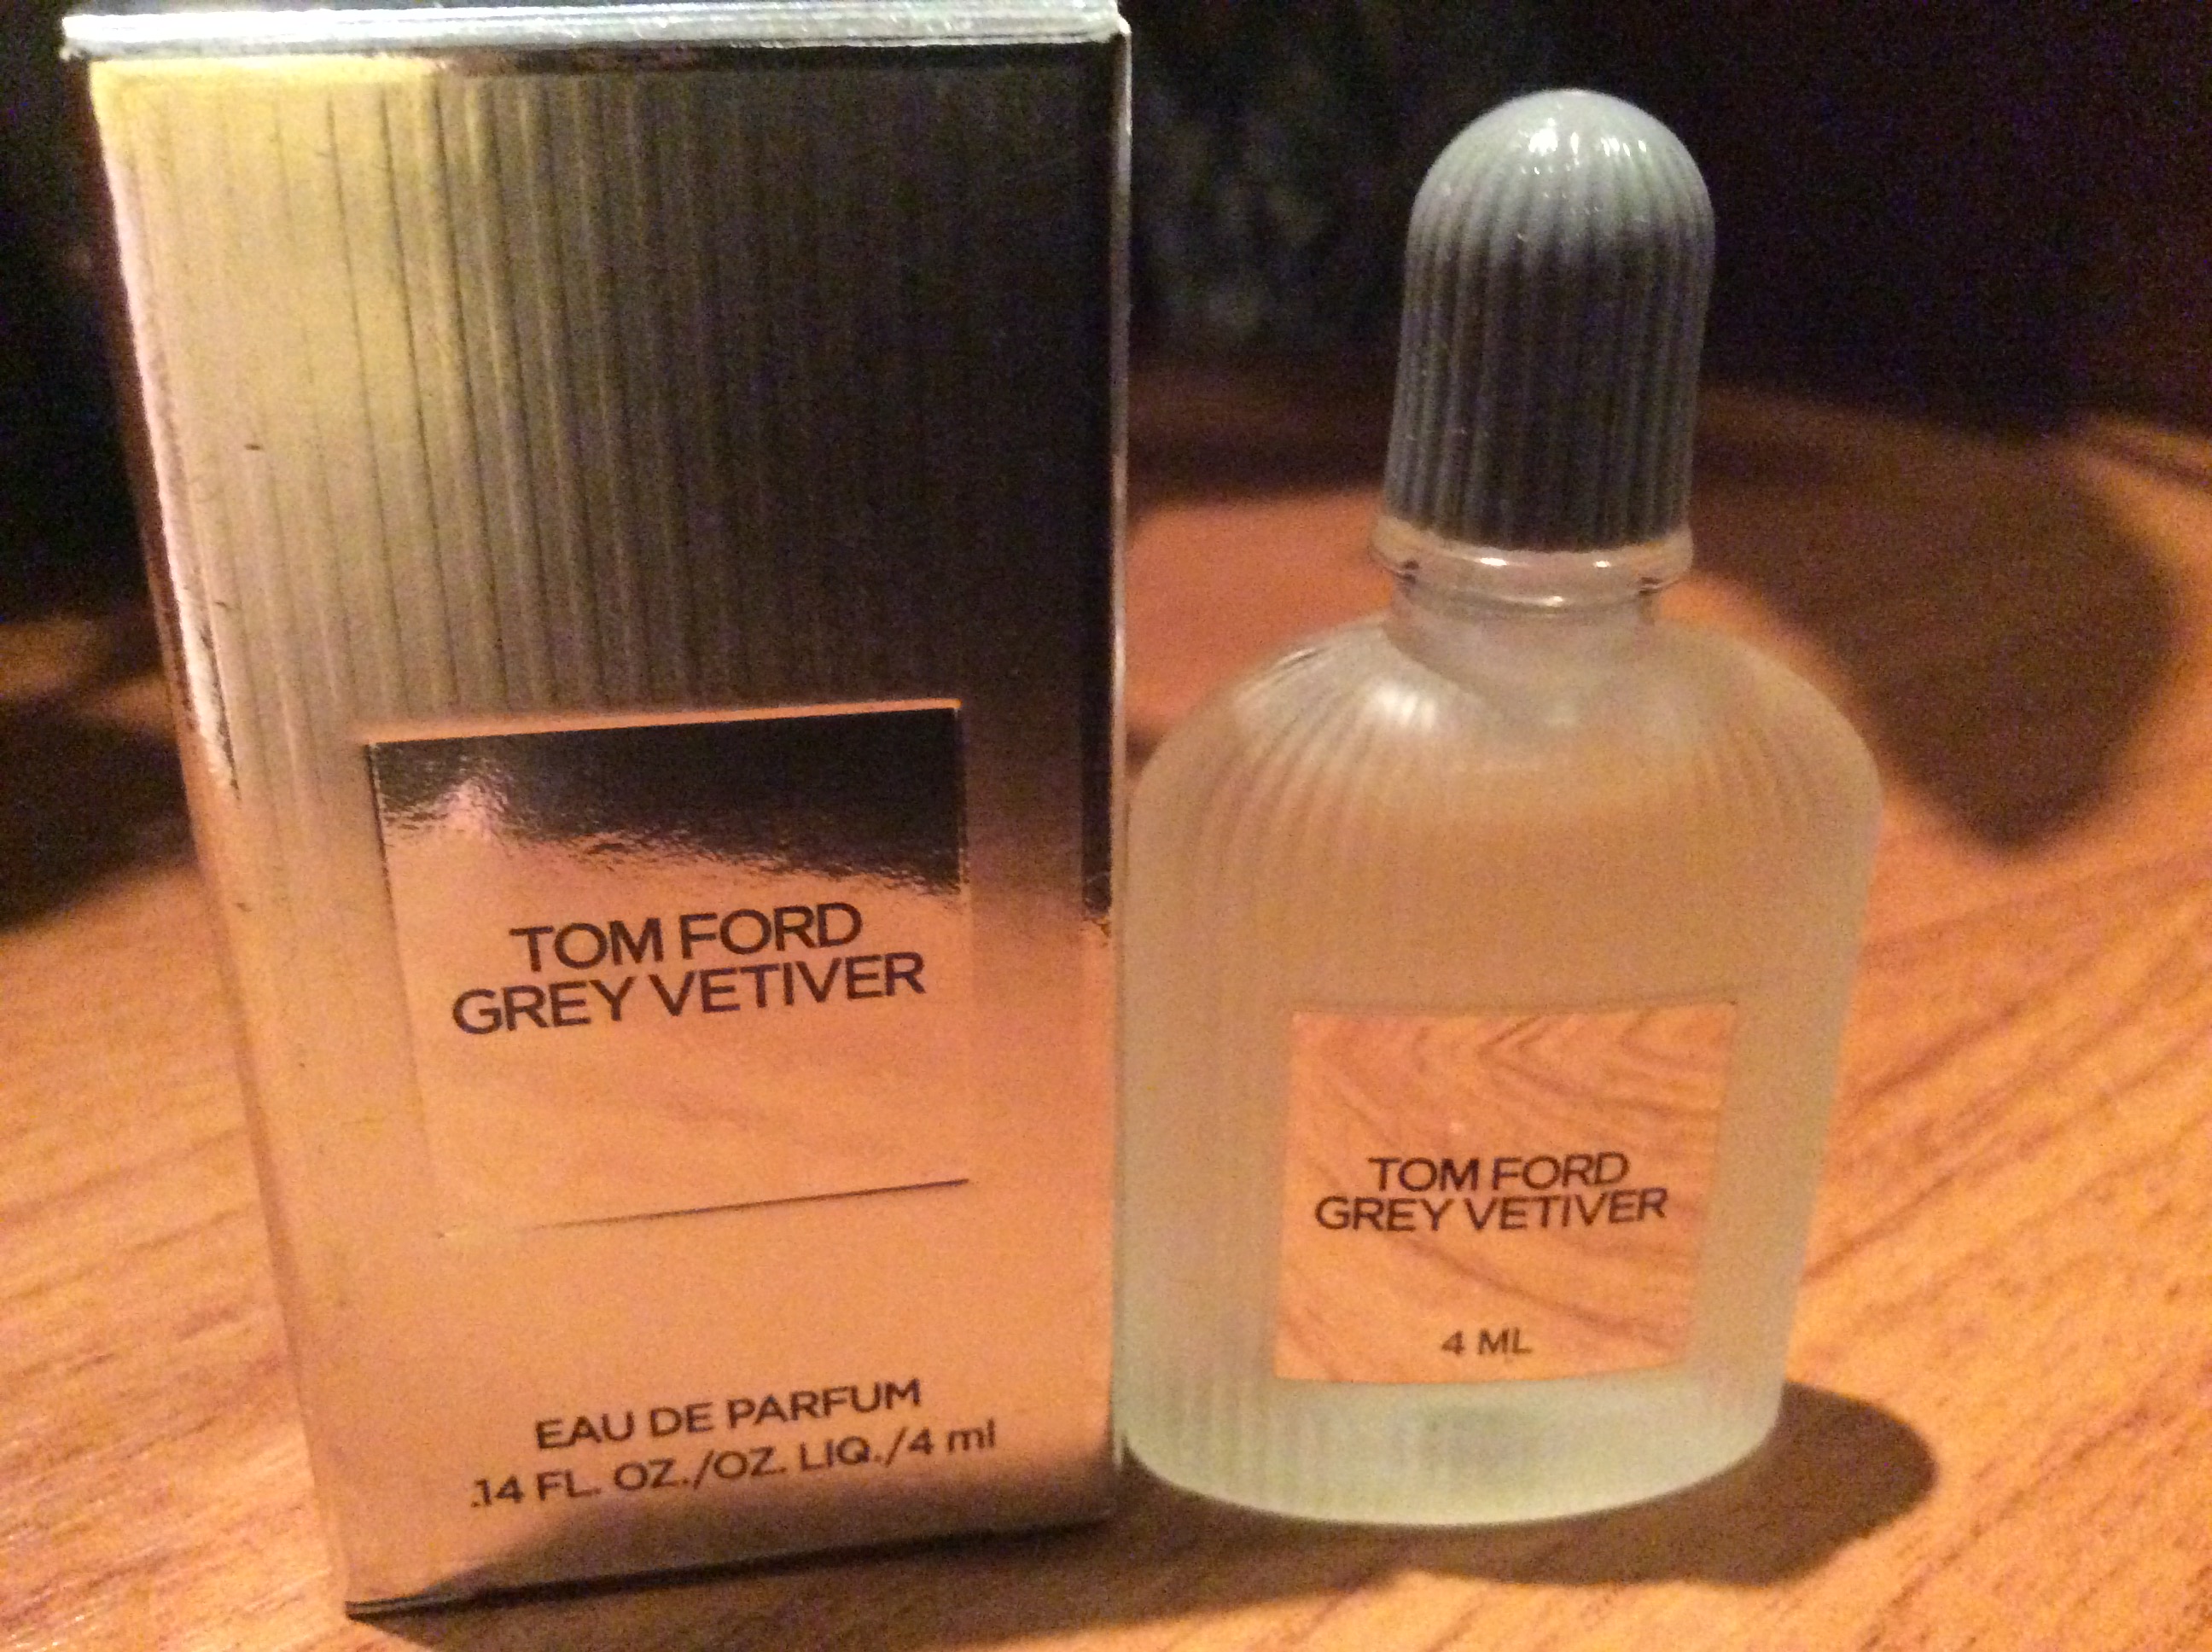 TOM FORD
GREY VETIVER
EAU DE PARFUM
.14 FL. OZ./OZ. LIQ./4 ml
TOM FORD
GREY VETIVER
4 ML